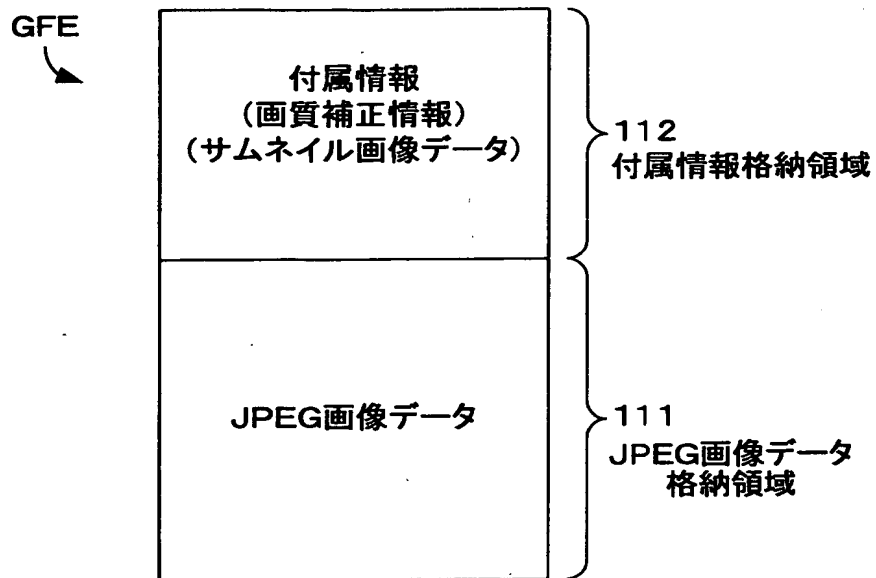 GFE
付属情報
(画質補正情報)
(サムネイル画像データ)
112
付属情報格納領域
JPEG画像データ
111
JPEG画像データ
格納領域